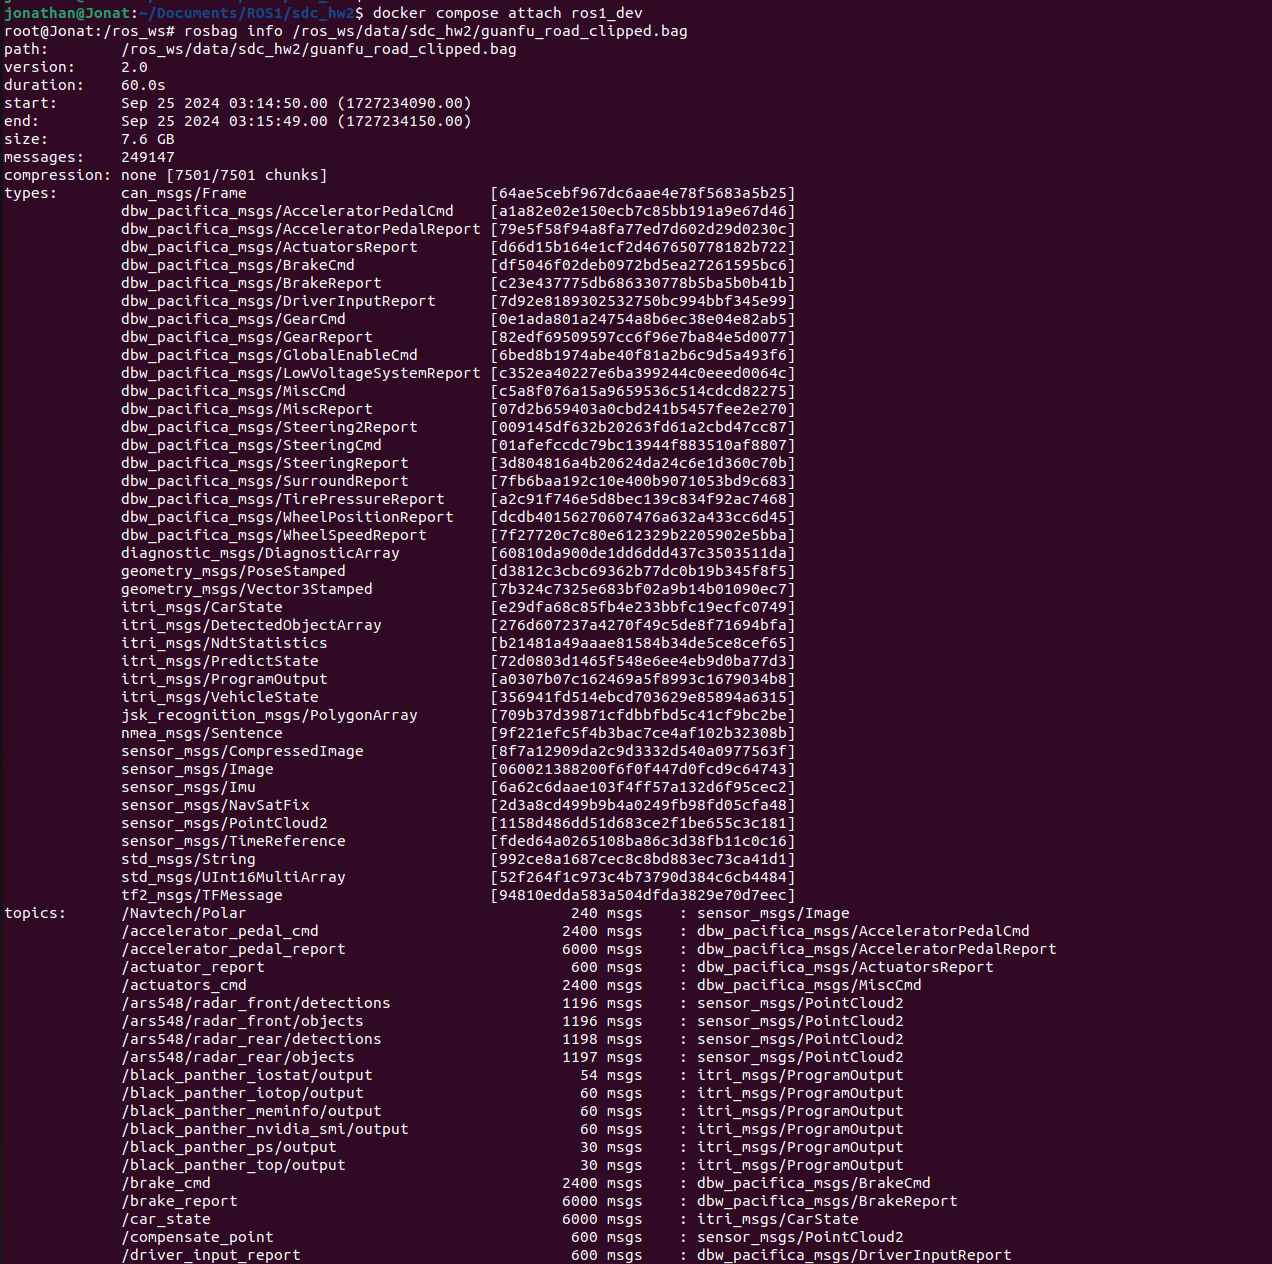 jonathan@Jonat:~/Documents/ROS1/sdc_hw2$ docker compose attach ros1_dev
root@Jonat:/ros_ws# rosbag info /ros_ws/data/sdc_hw2/guanfu_road_clipped.bag
path:        /ros_ws/data/sdc_hw2/guanfu_road_clipped.bag
version:     2.0
duration:    60.0s
start:       Sep 25 2024 03:14:50.00 (1727234090.00)
end:         Sep 25 2024 03:15:49.00 (1727234150.00)
size:        7.6 GB
messages:    249147
compression: none [7501/7501 chunks]
types:       can_msgs/Frame                           [64ae5cebf967dc6aae4e78f5683a5b25]
             dbw_pacifica_msgs/AcceleratorPedalCmd    [a1a82e02e150ecb7c85bb191a9e67d46]
             dbw_pacifica_msgs/AcceleratorPedalReport [79e5f58f94a8fa77ed7d602d29d0230c]
             dbw_pacifica_msgs/ActuatorsReport        [d66d15b164e1cf2d467650778182b722]
             dbw_pacifica_msgs/BrakeCmd               [df5046f02deb0972bd5ea27261595bc6]
             dbw_pacifica_msgs/BrakeReport            [c23e437775db686330778b5ba5b0b41b]
             dbw_pacifica_msgs/DriverInputReport      [7d92e8189302532750bc994bbf345e99]
             dbw_pacifica_msgs/GearCmd                [0e1ada801a24754a8b6ec38e04e82ab5]
             dbw_pacifica_msgs/GearReport             [82edf69509597cc6f96e7ba84e5d0077]
             dbw_pacifica_msgs/GlobalEnableCmd        [6bed8b1974abe40f81a2b6c9d5a493f6]
             dbw_pacifica_msgs/LowVoltageSystemReport [c352ea40227e6ba399244c0eeed0064c]
             dbw_pacifica_msgs/MiscCmd                [c5a8f076a15a9659536c514cdcd82275]
             dbw_pacifica_msgs/MiscReport             [07d2b659403a0cbd241b5457fee2e270]
             dbw_pacifica_msgs/Steering2Report        [009145df632b20263fd61a2cbd47cc87]
             dbw_pacifica_msgs/SteeringCmd            [01afefccdc79bc13944f883510af8807]
             dbw_pacifica_msgs/SteeringReport         [3d804816a4b20624da24c6e1d360c70b]
             dbw_pacifica_msgs/SurroundReport         [7fb6baa192c10e400b9071053bd9c683]
             dbw_pacifica_msgs/TirePressureReport     [a2c91f746e5d8bec139c834f92ac7468]
             dbw_pacifica_msgs/WheelPositionReport    [dcdb40156270607476a632a433cc6d45]
             dbw_pacifica_msgs/WheelSpeedReport       [7f27720c7c80e612329b2205902e5bba]
             diagnostic_msgs/DiagnosticArray          [60810da900de1dd6ddd437c3503511da]
             geometry_msgs/PoseStamped                [d3812c3cbc69362b77dc0b19b345f8f5]
             geometry_msgs/Vector3Stamped             [7b324c7325e683bf02a9b14b01090ec7]
             itri_msgs/CarState                       [e29dfa68c85fb4e233bbfc19ecfc0749]
             itri_msgs/DetectedObjectArray            [276d607237a4270f49c5de8f71694bfa]
             itri_msgs/NdtStatistics                  [b21481a49aaae81584b34de5ce8cef65]
             itri_msgs/PredictState                   [72d0803d1465f548e6ee4eb9d0ba77d3]
             itri_msgs/ProgramOutput                  [a0307b07c162469a5f8993c1679034b8]
             itri_msgs/VehicleState                   [356941fd514ebcd703629e85894a6315]
             jsk_recognition_msgs/PolygonArray        [709b37d39871cfdbbfbd5c41cf9bc2be]
             nmea_msgs/Sentence                       [9f221efc5f4b3bac7ce4af102b32308b]
             sensor_msgs/CompressedImage              [8f7a12909da2c9d3332d540a0977563f]
             sensor_msgs/Image                        [060021388200f6f0f447d0fcd9c64743]
             sensor_msgs/Imu                          [6a62c6daae103f4ff57a132d6f95cec2]
             sensor_msgs/NavSatFix                    [2d3a8cd499b9b4a0249fb98fd05cfa48]
             sensor_msgs/PointCloud2                  [1158d486dd51d683ce2f1be655c3c181]
             sensor_msgs/TimeReference                [fded64a0265108ba86c3d38fb11c0c16]
             std_msgs/String                          [992ce8a1687cec8c8bd883ec73ca41d1]
             std_msgs/UInt16MultiArray                [52f264f1c973c4b73790d384c6cb4484]
             tf2_msgs/TFMessage                       [94810edda583a504dfda3829e70d7eec]
topics:      /Navtech/Polar                                    240 msgs    : sensor_msgs/Image
             /accelerator_pedal_cmd                           2400 msgs    : dbw_pacifica_msgs/AcceleratorPedalCmd
             /accelerator_pedal_report                        6000 msgs    : dbw_pacifica_msgs/AcceleratorPedalReport
             /actuator_report                                  600 msgs    : dbw_pacifica_msgs/ActuatorsReport
             /actuators_cmd                                   2400 msgs    : dbw_pacifica_msgs/MiscCmd
             /ars548/radar_front/detections                   1196 msgs    : sensor_msgs/PointCloud2
             /ars548/radar_front/objects                      1196 msgs    : sensor_msgs/PointCloud2
             /ars548/radar_rear/detections                    1198 msgs    : sensor_msgs/PointCloud2
             /ars548/radar_rear/objects                       1197 msgs    : sensor_msgs/PointCloud2
             /black_panther_iostat/output                       54 msgs    : itri_msgs/ProgramOutput
             /black_panther_iotop/output                        60 msgs    : itri_msgs/ProgramOutput
             /black_panther_meminfo/output                      60 msgs    : itri_msgs/ProgramOutput
             /black_panther_nvidia_smi/output                   60 msgs    : itri_msgs/ProgramOutput
             /black_panther_ps/output                           30 msgs    : itri_msgs/ProgramOutput
             /black_panther_top/output                          30 msgs    : itri_msgs/ProgramOutput
             /brake_cmd                                       2400 msgs    : dbw_pacifica_msgs/BrakeCmd
             /brake_report                                    6000 msgs    : dbw_pacifica_msgs/BrakeReport
             /car_state                                       6000 msgs    : itri_msgs/CarState
             /compensate_point                                 600 msgs    : sensor_msgs/PointCloud2
             /driver_input_report                              600 msgs    : dbw_pacifica_msgs/DriverInputReport